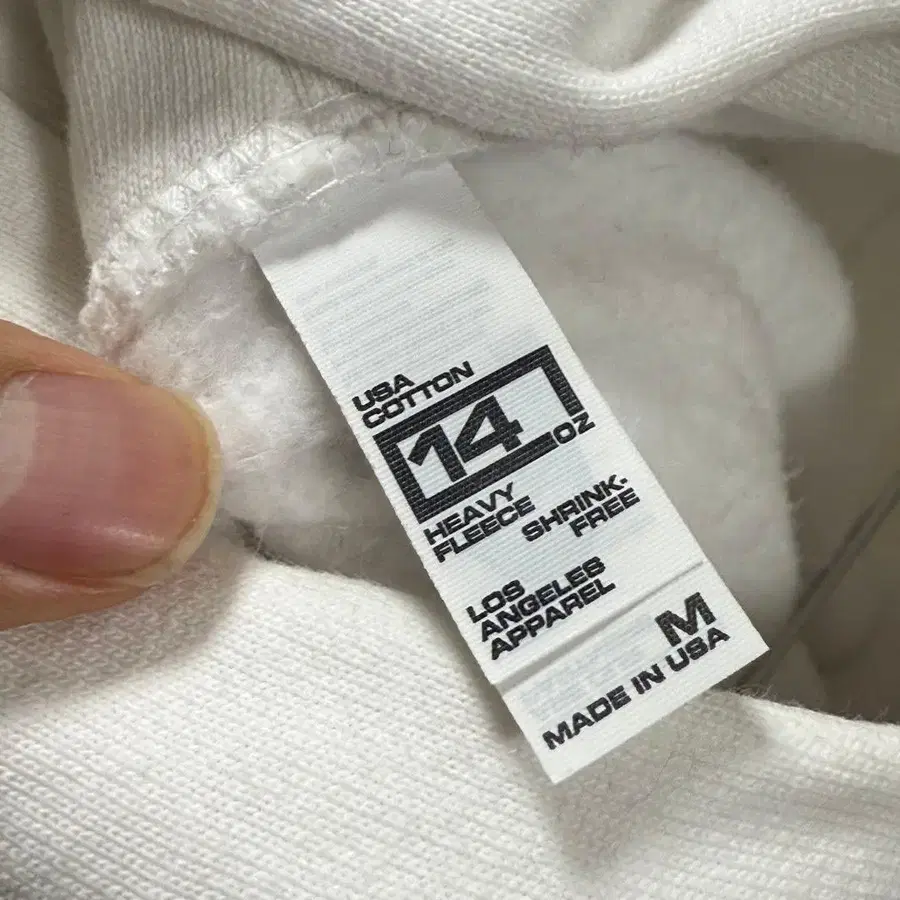 USA
COTTON
14
OZ
HEAVY
FLEECE
SHRINK-
FREE
LOS
ANGELES
APPAREL
M
MADE IN USA